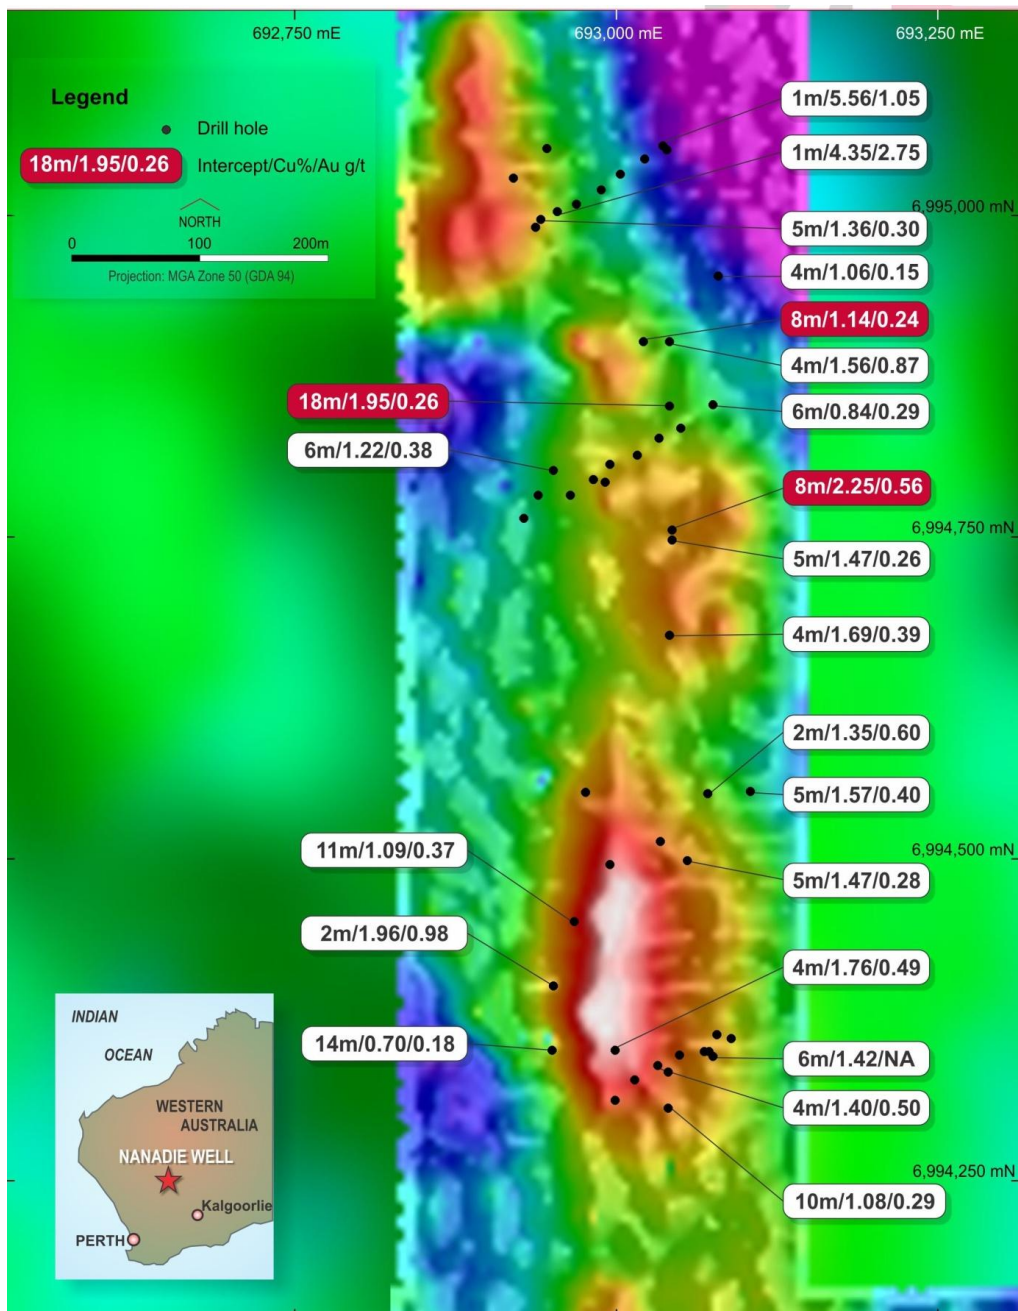 692,750 mE
693,000 mE
693,250 mE
Legend
Drill hole
18m/1.95/0.26
Intercept/Cu%/Au g/t
NORTH
0 100 200m
Projection: MGA Zone 50 (GDA 94)
1m/5.56/1.05
1m/4.35/2.75
6,995,000 mN
5m/1.36/0.30
4m/1.06/0.15
8m/1.14/0.24
4m/1.56/0.87
18m/1.95/0.26
6m/0.84/0.29
6m/1.22/0.38
8m/2.25/0.56
6,994,750 mN
5m/1.47/0.26
4m/1.69/0.39
2m/1.35/0.60
5m/1.57/0.40
11m/1.09/0.37
6,994,500 mN
5m/1.47/0.28
2m/1.96/0.98
4m/1.76/0.49
14m/0.70/0.18
6m/1.42/NA
4m/1.40/0.50
6,994,250 mN
10m/1.08/0.29
INDIAN
OCEAN
WESTERN
AUSTRALIA
NANADIE WELL
Kalgoorlie
PERTH